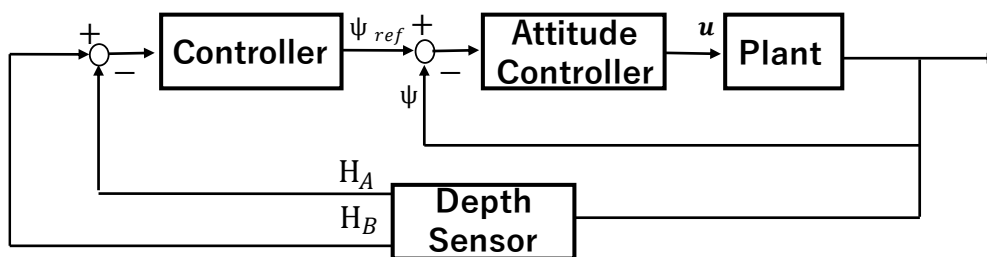 +
−
Controller
ψ ref
+
−
ψ
Attitude
Controller
u
Plant
H_A
H_B
Depth
Sensor